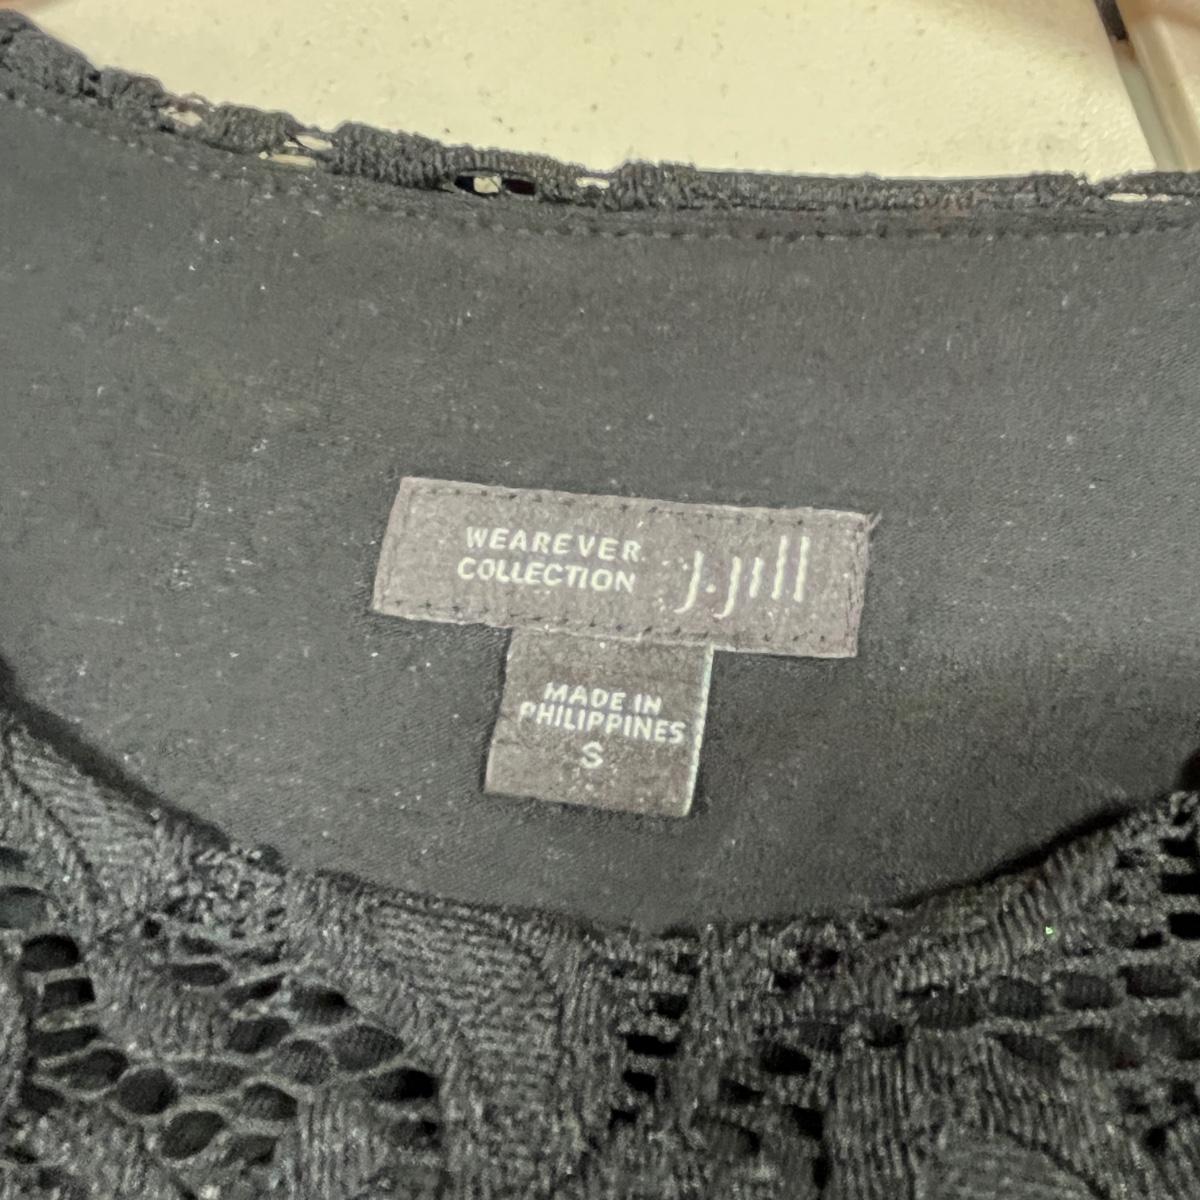 WEAREVER
COLLECTION
J.Jill
MADE IN
PHILIPPINES
S